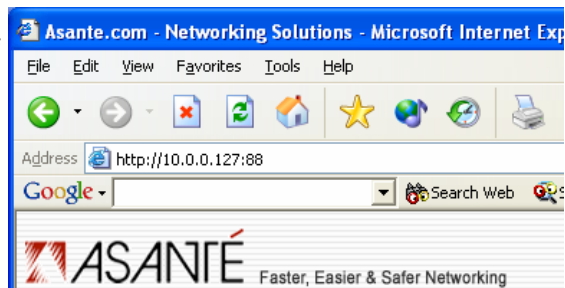 Asante.com - Networking Solutions - Microsoft Internet Exp
File Edit View Favorites Tools Help
Address http://10.0.0.127:88
Google Search Web
ASANTÉ Faster, Easier & Safer Networking